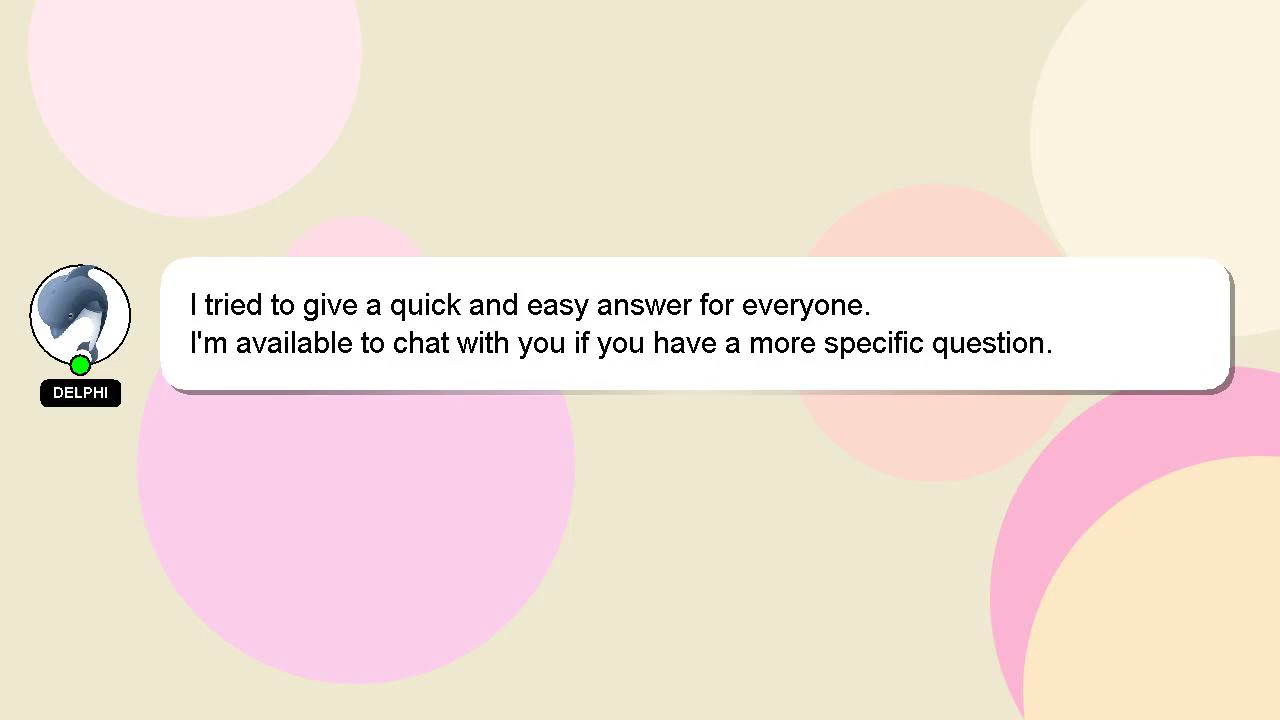 I tried to give a quick and easy answer for everyone.
I'm available to chat with you if you have a more specific question.
DELPHI